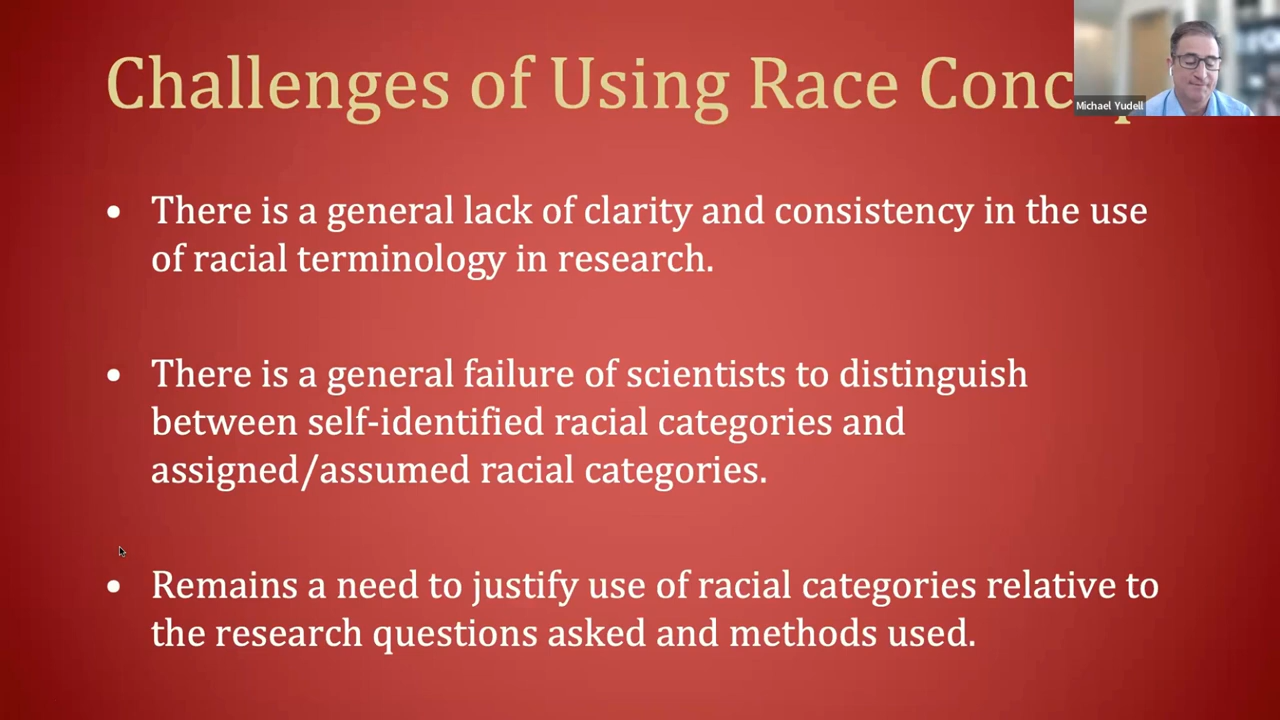 Challenges of Using Race
Michael Yudell
• There is a general lack of clarity and consistency in the use
of racial terminology in research.
• There is a general failure of scientists to distinguish
between self-identified racial categories and
assigned/assumed racial categories.
• Remains a need to justify use of racial categories relative to
the research questions asked and methods used.